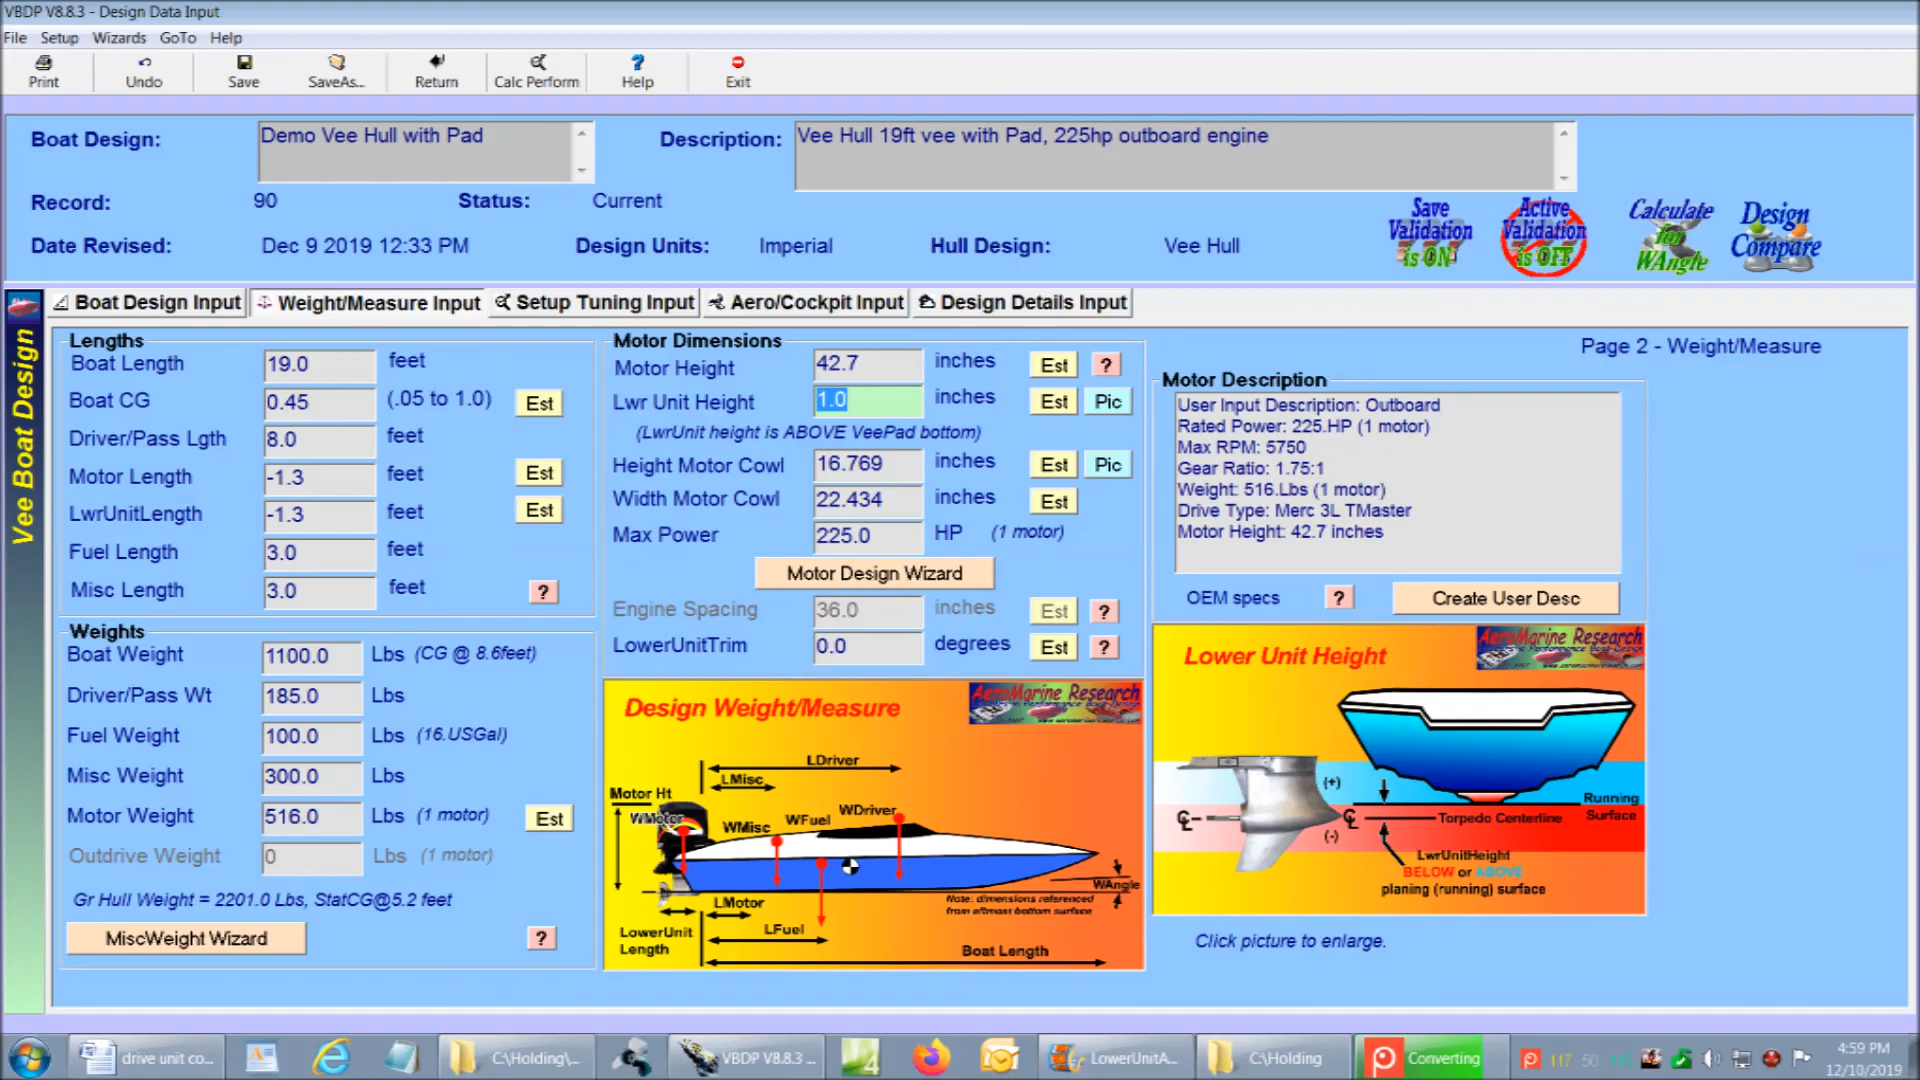 VBDP V8.8.3 - Design Data Input
File Setup Wizards GoTo Help
Print Undo Save SaveAs... Return Calc Perform Help Exit
Boat Design: Demo Vee Hull with Pad Description: Vee Hull 19ft vee with Pad, 225hp outboard engine
Record: 90 Status: Current
Save Validation is ON Active Validation is OFF Calculate for WAngle Design Compare
Date Revised: Dec 9 2019 12:33 PM Design Units: Imperial Hull Design: Vee Hull
Boat Design Input Weight/Measure Input Setup Tuning Input Aero/Cockpit Input Design Details Input
Vee Boat Design
Page 2 - Weight/Measure
Lengths
Boat Length 19.0 feet
Boat CG 0.45 (.05 to 1.0) Est
Driver/Pass Lgth 8.0 feet
Motor Length -1.3 feet Est
LwrUnitLength -1.3 feet Est
Fuel Length 3.0 feet
Misc Length 3.0 feet ?
Weights
Boat Weight 1100.0 Lbs (CG @ 8.6feet)
Driver/Pass Wt 185.0 Lbs
Fuel Weight 100.0 Lbs (16.USGal)
Misc Weight 300.0 Lbs
Motor Weight 516.0 Lbs (1 motor) Est
Outdrive Weight 0 Lbs (1 motor)
Gr Hull Weight = 2201.0 Lbs, StatCG@5.2 feet
MiscWeight Wizard ?
Motor Dimensions
Motor Height 42.7 inches Est ?
Lwr Unit Height 1.0 inches Est Pic
(LwrUnit height is ABOVE VeePad bottom)
Height Motor Cowl 16.769 inches Est Pic
Width Motor Cowl 22.434 inches Est
Max Power 225.0 HP (1 motor)
Motor Design Wizard
Engine Spacing 36.0 inches Est ?
LowerUnitTrim 0.0 degrees Est ?
Design Weight/Measure
AeroMarine Research
LDriver
LMisc
Motor Ht
WMotor WMisc WFuel WDriver
WAngle
Note: dimensions referenced
from aftmost bottom surface
LMotor
LFuel
LowerUnit
Length
Boat Length
Motor Description
User Input Description: Outboard
Rated Power: 225.HP (1 motor)
Max RPM: 5750
Gear Ratio: 1.75:1
Weight: 516.Lbs (1 motor)
Drive Type: Merc 3L TMaster
Motor Height: 42.7 inches
OEM specs ? Create User Desc
Lower Unit Height
AeroMarine Research
(+)
Running
Surface
Torpedo Centerline
(-)
LwrUnitHeight
BELOW or ABOVE
planing (running) surface
Click picture to enlarge.
drive unit co... C:\Holding\... VBDP V8.8.3 ... LowerUnitA... C:\Holding Converting
4:59 PM
12/10/2019